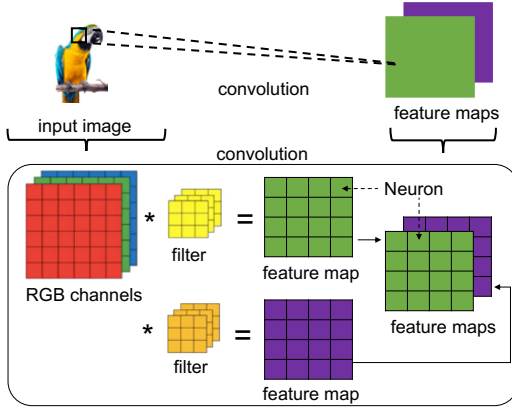 convolution
feature maps
input image
convolution
* filter = Neuron
feature map
RGB channels
feature maps
* filter =
feature map